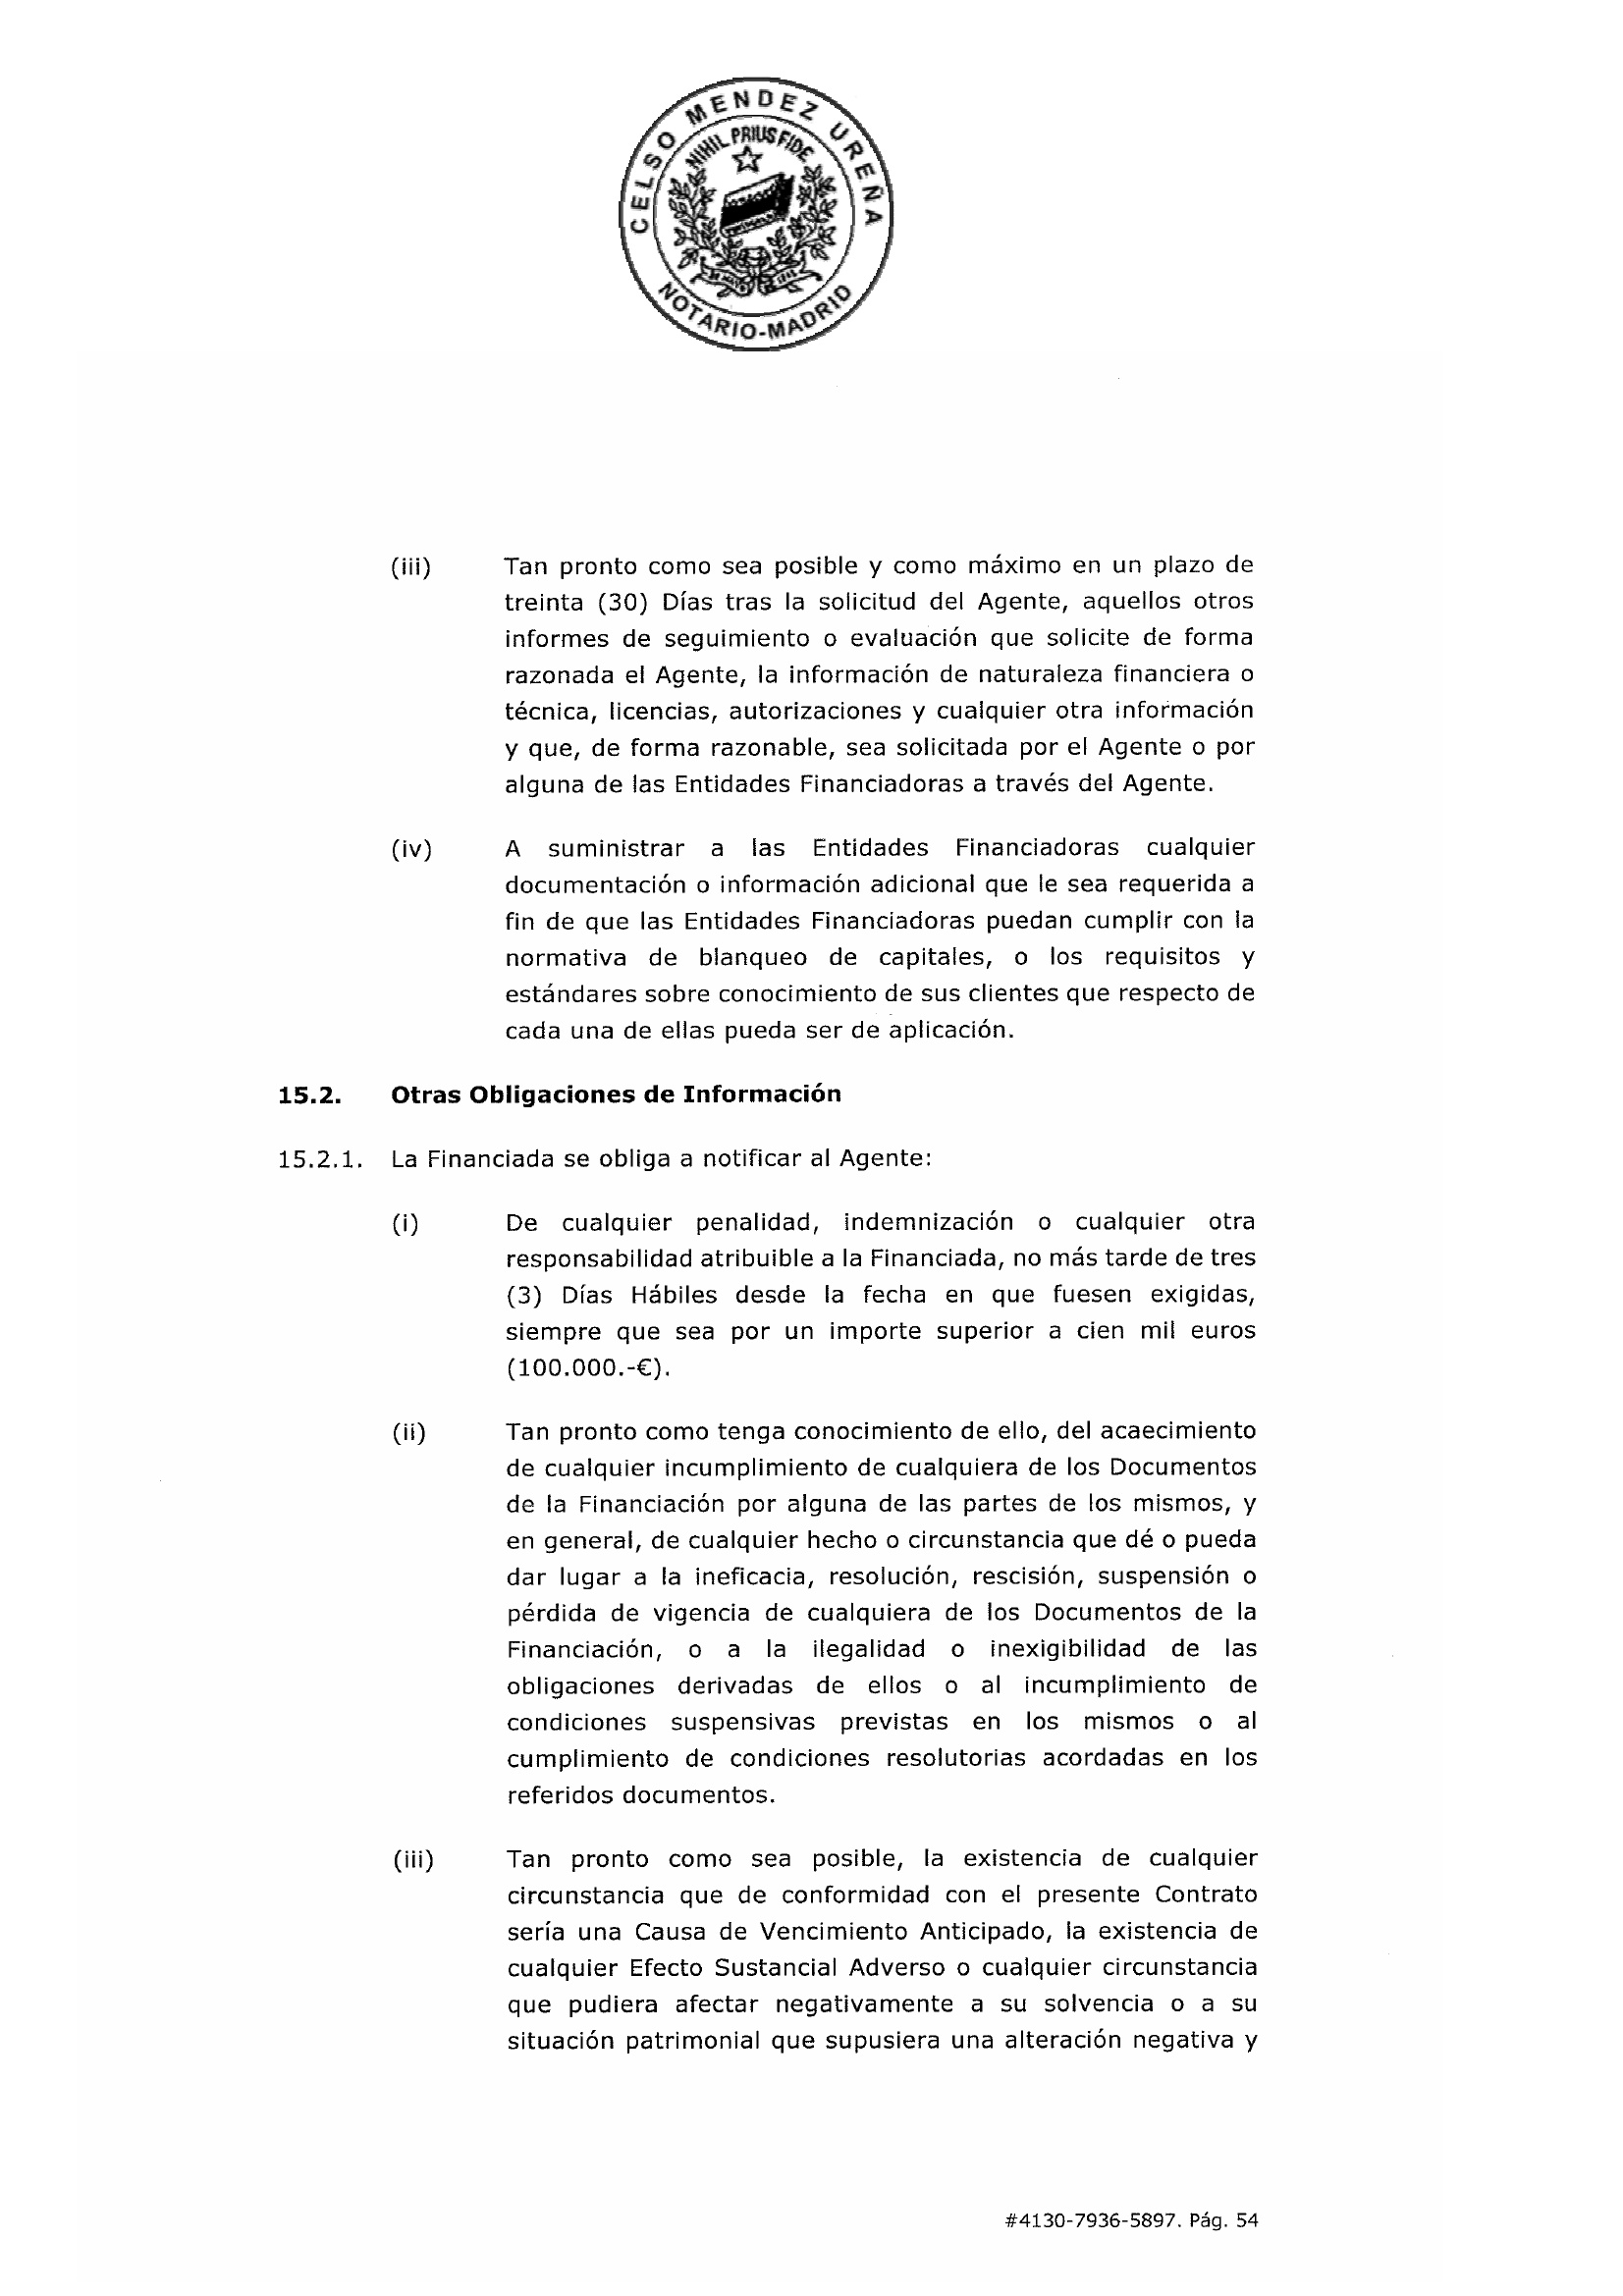 CELSO MENDEZ UREÑA
NIHIL PRIUS FIDE
NOTARIO-MADRID
(iii) Tan pronto como sea posible y como máximo en un plazo de
treinta (30) Días tras la solicitud del Agente, aquellos otros
informes de seguimiento o evaluación que solicite de forma
razonada el Agente, la información de naturaleza financiera o
técnica, licencias, autorizaciones y cualquier otra información
y que, de forma razonable, sea solicitada por el Agente o por
alguna de las Entidades Financiadoras a través del Agente.
(iv) A suministrar a las Entidades Financiadoras cualquier
documentación o información adicional que le sea requerida a
fin de que las Entidades Financiadoras puedan cumplir con la
normativa de blanqueo de capitales, o los requisitos y
estándares sobre conocimiento de sus clientes que respecto de
cada una de ellas pueda ser de aplicación.
15.2. Otras Obligaciones de Información
15.2.1. La Financiada se obliga a notificar al Agente:
(i) De cualquier penalidad, indemnización o cualquier otra
responsabilidad atribuible a la Financiada, no más tarde de tres
(3) Días Hábiles desde la fecha en que fuesen exigidas,
siempre que sea por un importe superior a cien mil euros
(100.000.-€).
(ii) Tan pronto como tenga conocimiento de ello, del acaecimiento
de cualquier incumplimiento de cualquiera de los Documentos
de la Financiación por alguna de las partes de los mismos, y
en general, de cualquier hecho o circunstancia que dé o pueda
dar lugar a la ineficacia, resolución, rescisión, suspensión o
pérdida de vigencia de cualquiera de los Documentos de la
Financiación, o a la ilegalidad o inexigibilidad de las
obligaciones derivadas de ellos o al incumplimiento de
condiciones suspensivas previstas en los mismos o al
cumplimiento de condiciones resolutorias acordadas en los
referidos documentos.
(iii) Tan pronto como sea posible, la existencia de cualquier
circunstancia que de conformidad con el presente Contrato
sería una Causa de Vencimiento Anticipado, la existencia de
cualquier Efecto Sustancial Adverso o cualquier circunstancia
que pudiera afectar negativamente a su solvencia o a su
situación patrimonial que supusiera una alteración negativa y
#4130-7936-5897. Pág. 54